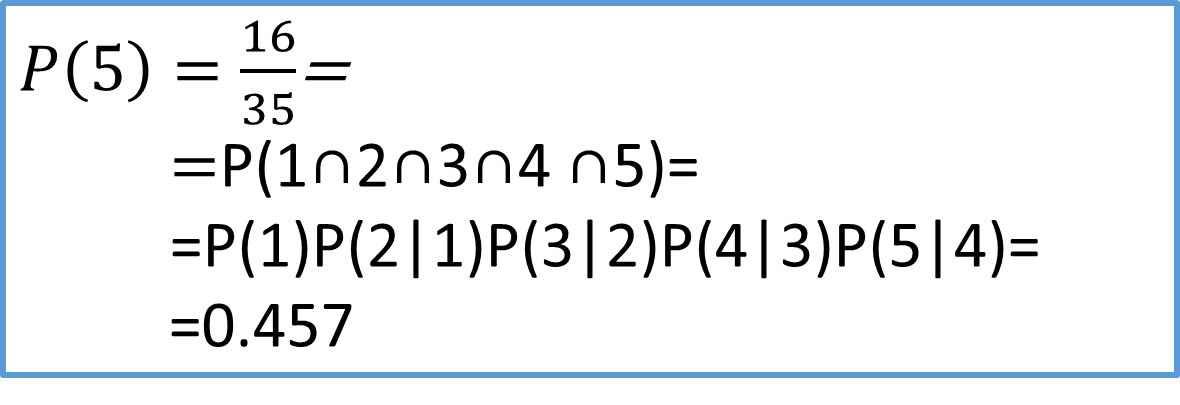 P(5) = 16/35 =
=P(1∩2∩3∩4 ∩5)=
=P(1)P(2|1)P(3|2)P(4|3)P(5|4)=
=0.457